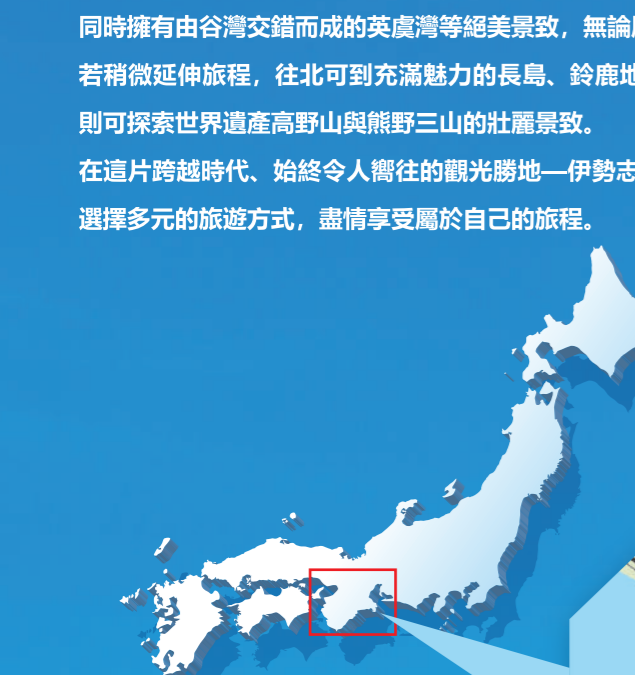 同時擁有由谷灣交錯而成的英虞灣等絕美景致，無論
若稍微延伸旅程，往北可到充滿魅力的長島、鈴鹿地
則可探索世界遺產高野山與熊野三山的壯麗景致。
在這片跨越時代、始終令人嚮往的觀光勝地—伊勢志
選擇多元的旅遊方式，盡情享受屬於自己的旅程。